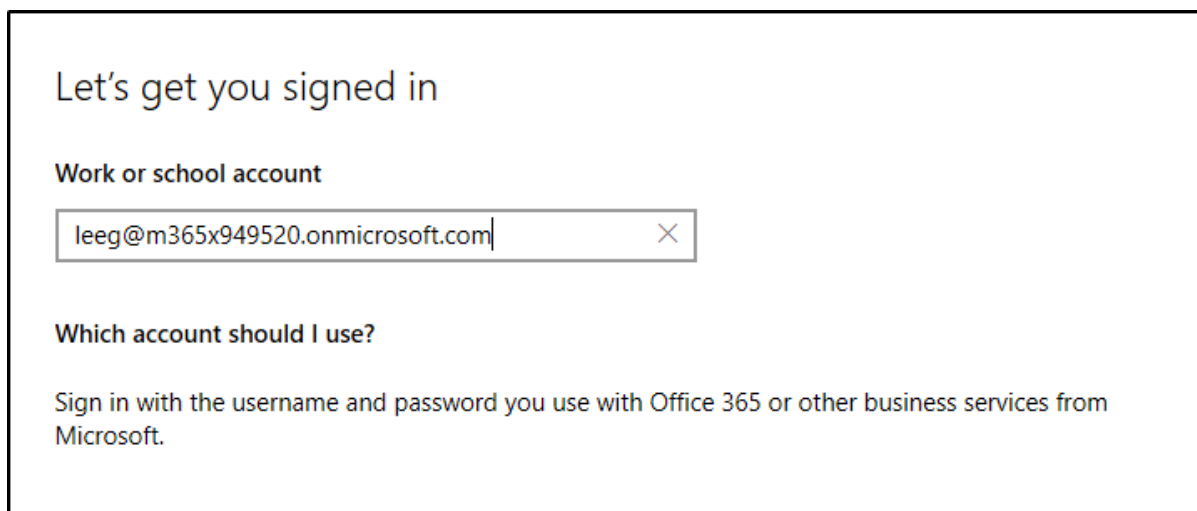 Let's get you signed in
Work or school account
leeg@m365x949520.onmicrosoft.com
Which account should I use?
Sign in with the username and password you use with Office 365 or other business services from
Microsoft.